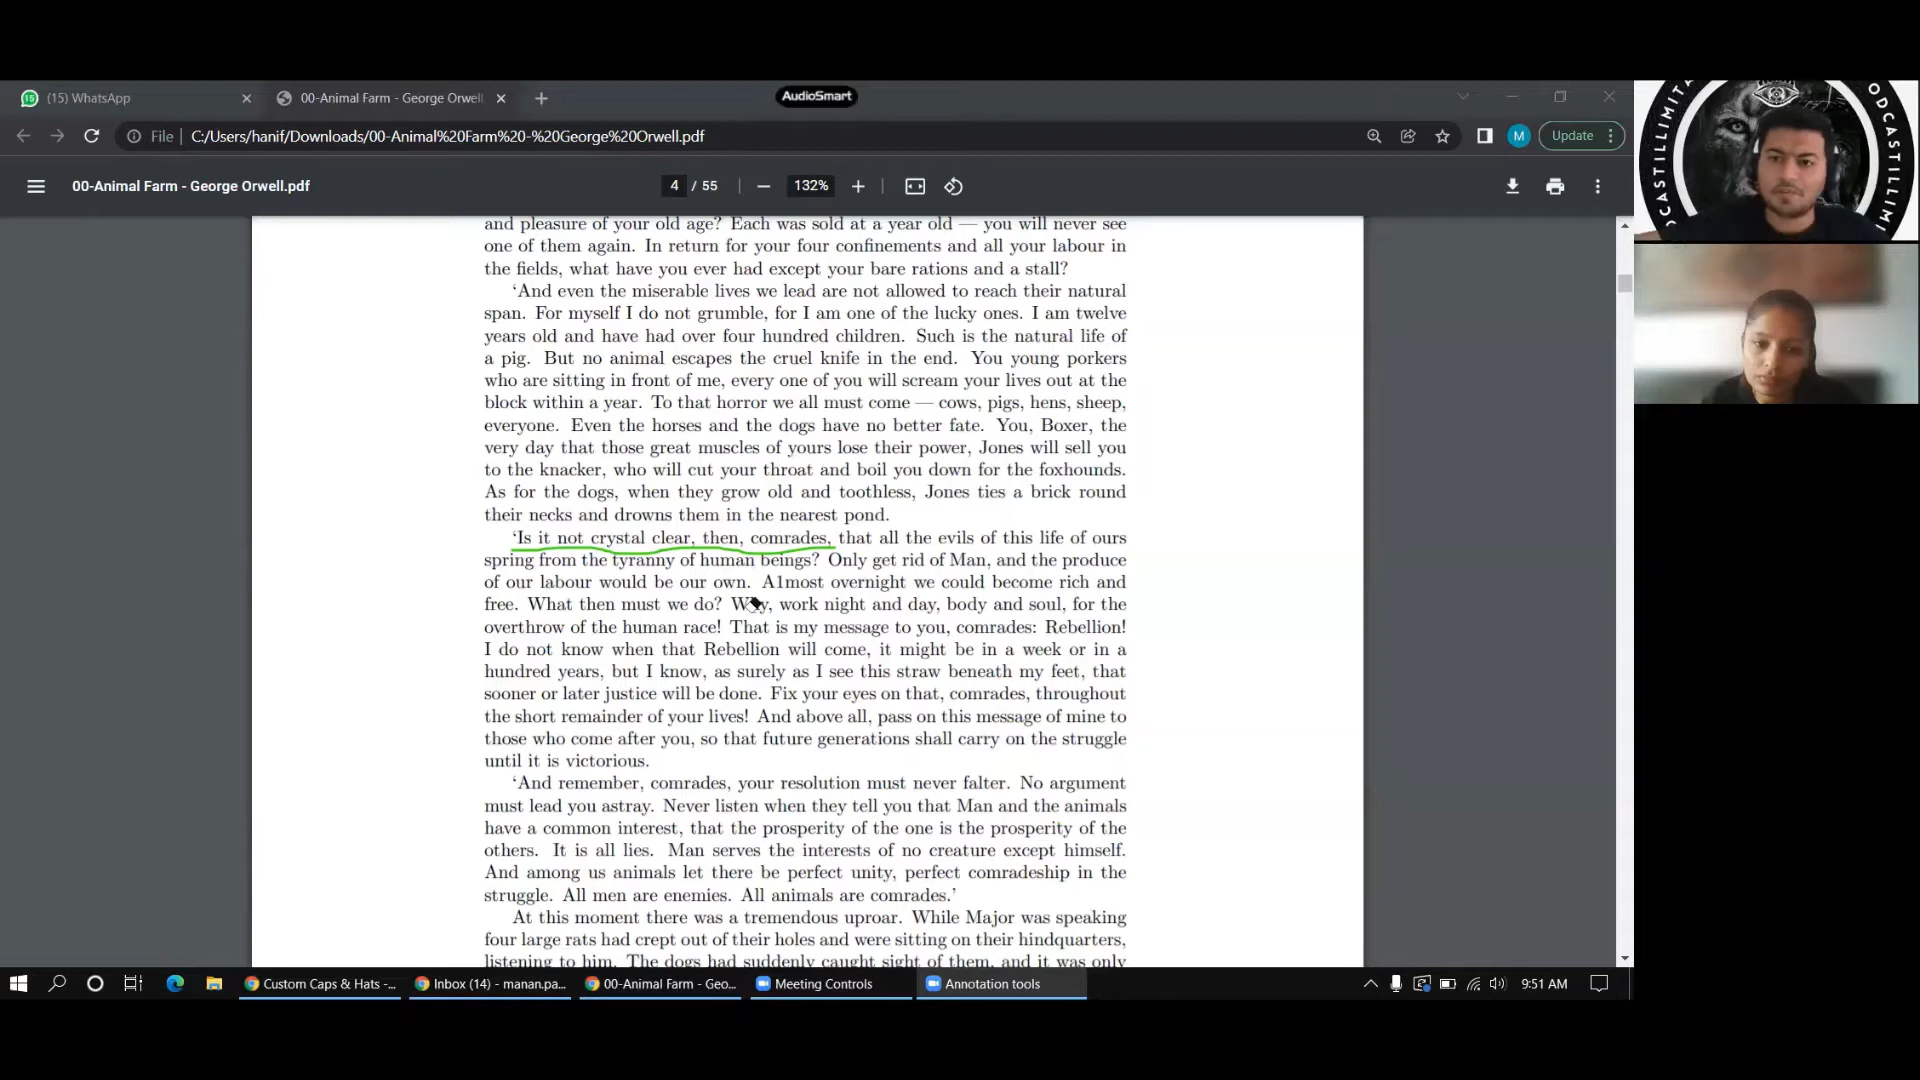 (15) WhatsApp
00-Animal Farm - George Orwell
AudioSmart
File
C:/Users/hanif/Downloads/00-Animal%20Farm%20-%20George%20Orwell.pdf
M
Update
00-Animal Farm - George Orwell.pdf
4 / 55
132%
and pleasure of your old age? Each was sold at a year old — you will never see
one of them again. In return for your four confinements and all your labour in
the fields, what have you ever had except your bare rations and a stall?
‘And even the miserable lives we lead are not allowed to reach their natural
span. For myself I do not grumble, for I am one of the lucky ones. I am twelve
years old and have had over four hundred children. Such is the natural life of
a pig. But no animal escapes the cruel knife in the end. You young porkers
who are sitting in front of me, every one of you will scream your lives out at the
block within a year. To that horror we all must come — cows, pigs, hens, sheep,
everyone. Even the horses and the dogs have no better fate. You, Boxer, the
very day that those great muscles of yours lose their power, Jones will sell you
to the knacker, who will cut your throat and boil you down for the foxhounds.
As for the dogs, when they grow old and toothless, Jones ties a brick round
their necks and drowns them in the nearest pond.
‘Is it not crystal clear, then, comrades, that all the evils of this life of ours
spring from the tyranny of human beings? Only get rid of Man, and the produce
of our labour would be our own. A1most overnight we could become rich and
free. What then must we do? Why, work night and day, body and soul, for the
overthrow of the human race! That is my message to you, comrades: Rebellion!
I do not know when that Rebellion will come, it might be in a week or in a
hundred years, but I know, as surely as I see this straw beneath my feet, that
sooner or later justice will be done. Fix your eyes on that, comrades, throughout
the short remainder of your lives! And above all, pass on this message of mine to
those who come after you, so that future generations shall carry on the struggle
until it is victorious.
‘And remember, comrades, your resolution must never falter. No argument
must lead you astray. Never listen when they tell you that Man and the animals
have a common interest, that the prosperity of the one is the prosperity of the
others. It is all lies. Man serves the interests of no creature except himself.
And among us animals let there be perfect unity, perfect comradeship in the
struggle. All men are enemies. All animals are comrades.’
At this moment there was a tremendous uproar. While Major was speaking
four large rats had crept out of their holes and were sitting on their hindquarters,
listening to him. The dogs had suddenly caught sight of them, and it was only
Custom Caps & Hats -...
Inbox (14) - manan.pa...
00-Animal Farm - Geo...
Meeting Controls
Annotation tools
9:51 AM